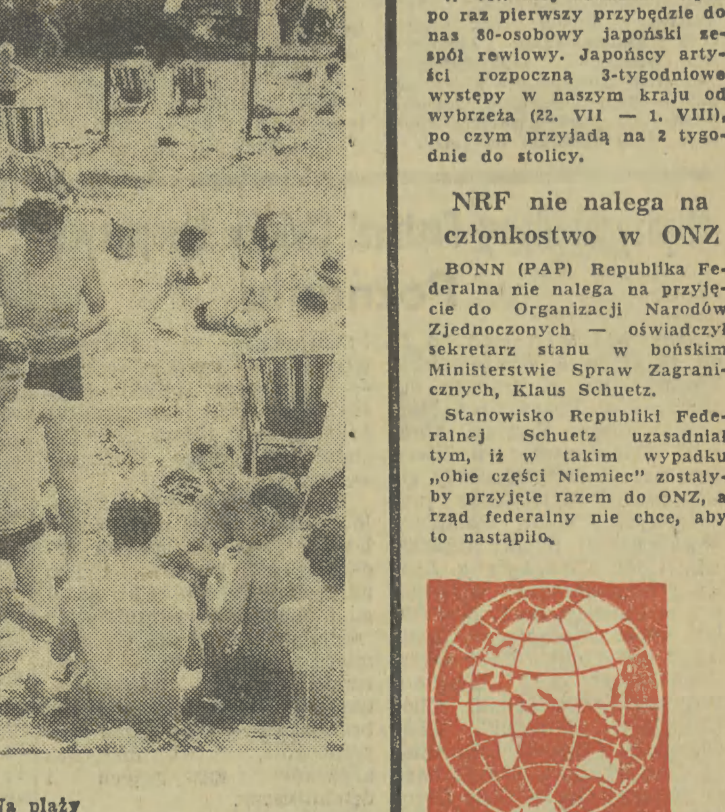 po raz pierwszy przybędzie do
nas 80-osobowy japoński ze-
spół rewiowy. Japońscy arty-
ści rozpoczną 3-tygodniowe
występy w naszym kraju od
wybrzeża (22. VII — 1. VIII),
po czym przyjadą na 2 tygo-
dnie do stolicy.
NRF nie nalega na
członkostwo w ONZ
BONN (PAP) Republika Fe-
deralna nie nalega na przyję-
cie do Organizacji Narodów
Zjednoczonych — oświadczył
sekretarz stanu w bońskim
Ministerstwie Spraw Zagrani-
cznych, Klaus Schuetz.
Stanowisko Republiki Fede-
ralnej Schuetz uzasadniał
tym, iż w takim wypadku
„obie części Niemiec” zostały-
by przyjęte razem do ONZ, a
rząd federalny nie chce, aby
to nastąpiło.
Na plaży